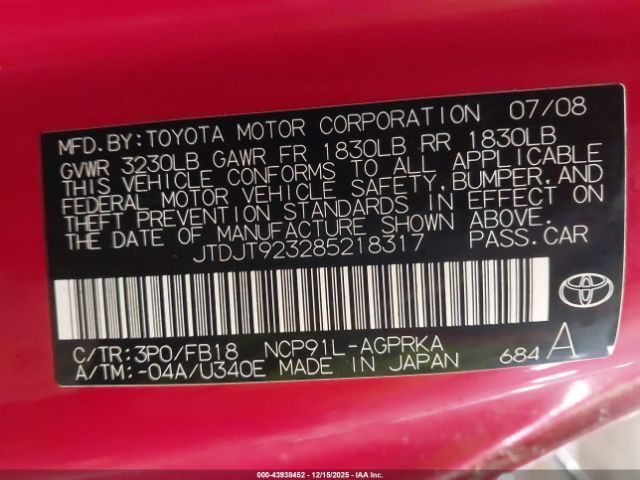 MFD. BY: TOYOTA MOTOR CORPORATION 07/08
GVWR 3230LB GAWR FR 1830LB RR 1830LB
THIS VEHICLE CONFORMS TO ALL APPLICABLE
FEDERAL MOTOR VEHICLE SAFETY, BUMPER, AND
THEFT PREVENTION STANDARDS IN EFFECT ON
THE DATE OF MANUFACTURE SHOWN ABOVE.
JTDJT923285218317 PASS. CAR
C/TR: 3P0/FB18 NCP91L-AGPRKA
A/TM: -04A/U340E MADE IN JAPAN 684 A
000-43938452 - 12/15/2025 - IAAI.COM